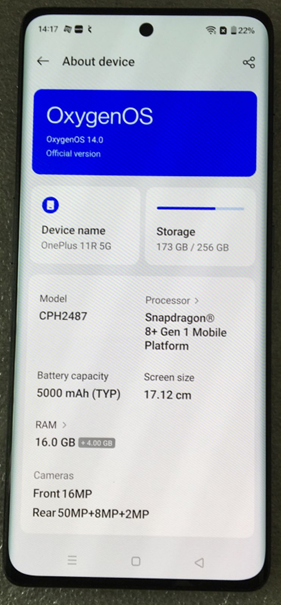 14:17 22%
About device
OxygenOS
OxygenOS 14.0
Official version
Device name
OnePlus 11R 5G
Storage
173 GB / 256 GB
Model
CPH2487
Processor >
Snapdragon®
8+ Gen 1 Mobile
Platform
Battery capacity
5000 mAh (TYP)
Screen size
17.12 cm
RAM >
16.0 GB + 4.00 GB
Cameras
Front 16MP
Rear 50MP+8MP+2MP